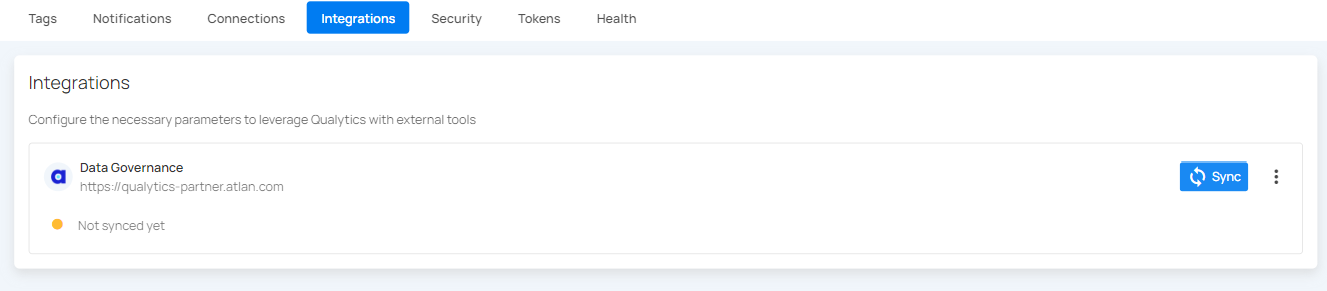 Tags Notifications Connections Integrations Security Tokens Health
Integrations
Configure the necessary parameters to leverage Qualytics with external tools
Data Governance
https://qualytics-partner.atlan.com
Sync
Not synced yet